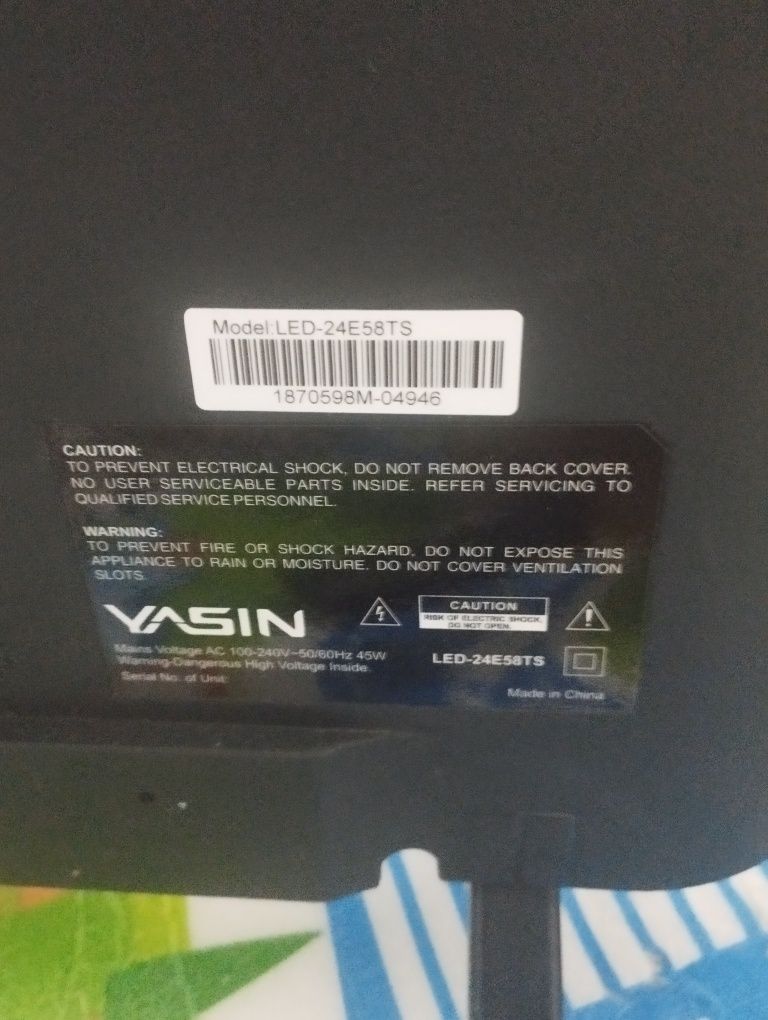 Model:LED-24E58TS
1870598M-04946
CAUTION:
TO PREVENT ELECTRICAL SHOCK, DO NOT REMOVE BACK COVER.
NO USER SERVICEABLE PARTS INSIDE. REFER SERVICING TO
QUALIFIED SERVICE PERSONNEL.
WARNING:
TO PREVENT FIRE OR SHOCK HAZARD, DO NOT EXPOSE THIS
APPLIANCE TO RAIN OR MOISTURE. DO NOT COVER VENTILATION
SLOTS.
YASIN
CAUTION
RISK OF ELECTRIC SHOCK,
DO NOT OPEN.
Mains Voltage AC 100-240V~50/60Hz 45W
Warning-Dangerous High Voltage Inside.
Serial No. of Unit:
LED-24E58TS
Made in China